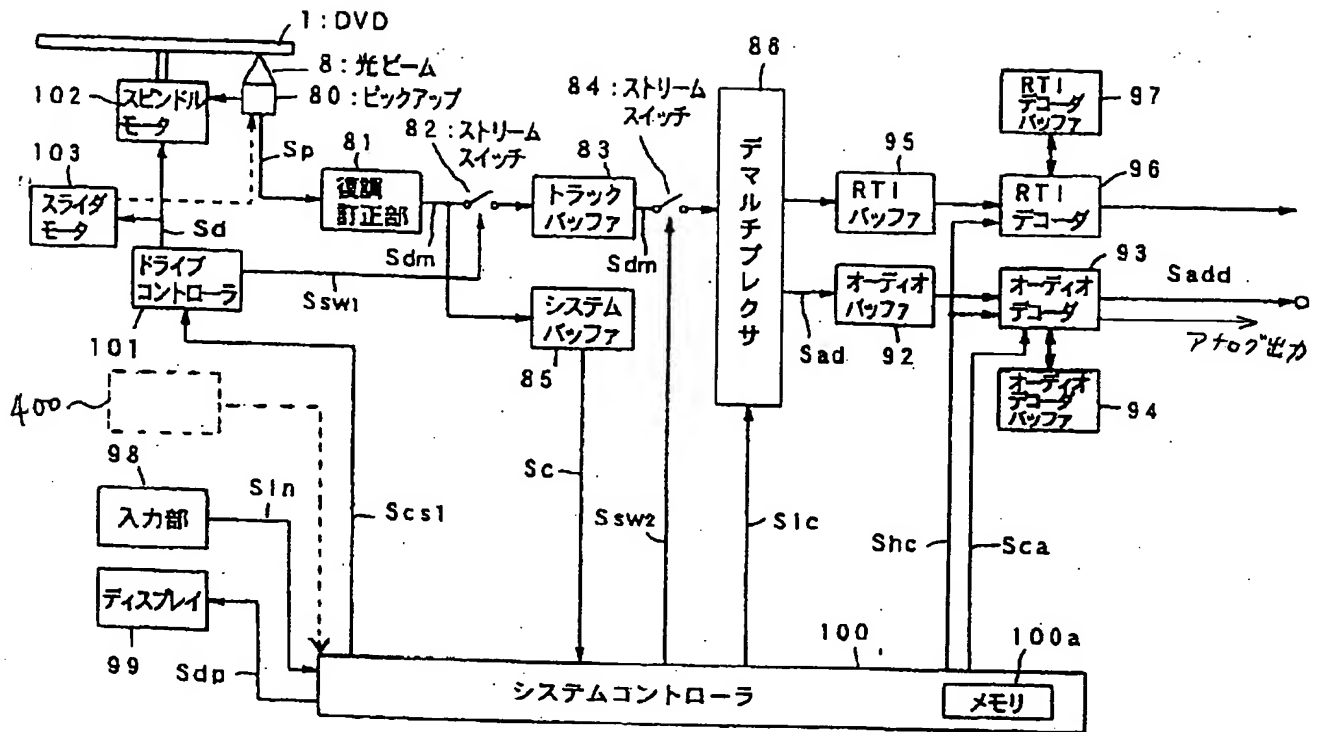 1:DVD
8:光ビーム
80:ピックアップ
102
スピンドル
モータ
103
スライダ
モータ
Sd
ドライブ
コントローラ
101
400
98
入力部
Sin
ディスプレイ
99
Sdp
Sp
81
復調
訂正部
Sdm
82:ストリーム
スイッチ
Ssw1
83
トラック
バッファ
Sdm
84:ストリーム
スイッチ
システム
バッファ
85
Scs1
Sc
Ssw2
86
デマルチプレクサ
Slc
95
RTI
バッファ
Sad
オーディオ
バッファ
92
RTI
デコーダ
バッファ
97
RTI
デコーダ
96
93
オーディオ
デコーダ
Sadd
アナログ出力
オーディオ
デコーダ
バッファ
94
Shc
Sca
100
システムコントローラ
100a
メモリ